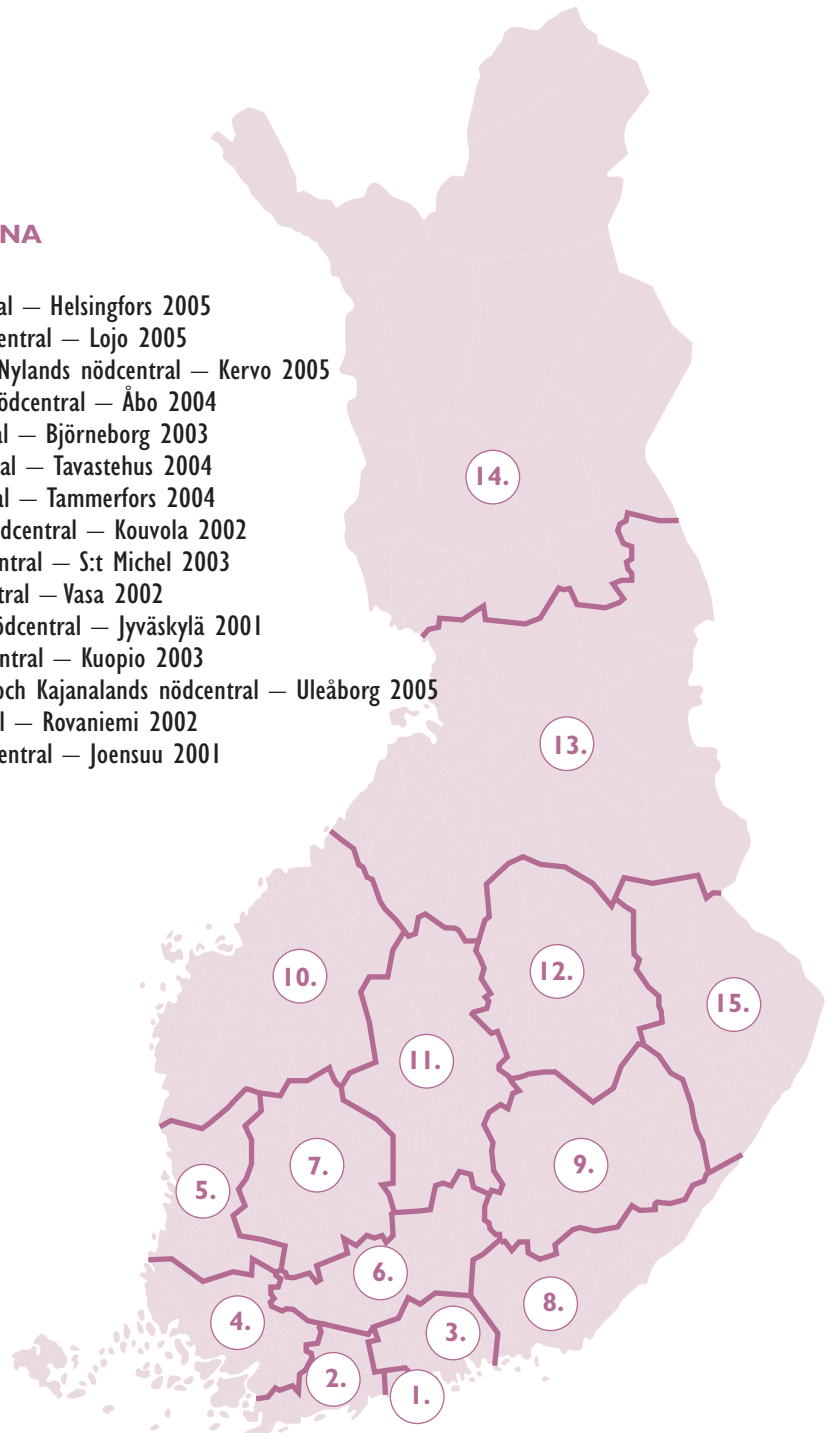 NA
al – Helsingfors 2005
entral – Lojo 2005
Nylands nödcentral – Kervo 2005
ödcentral – Åbo 2004
al – Björneborg 2003
al – Tavastehus 2004
al – Tammerfors 2004
dcentral – Kouvola 2002
ntral – S:t Michel 2003
tral – Vasa 2002
ödcentral – Jyväskylä 2001
ntral – Kuopio 2003
och Kajanalands nödcentral – Uleåborg 2005
l – Rovaniemi 2002
entral – Joensuu 2001
14.
13.
12.
10.
15.
11.
7.
9.
5.
6.
8.
4.
3.
2.
1.